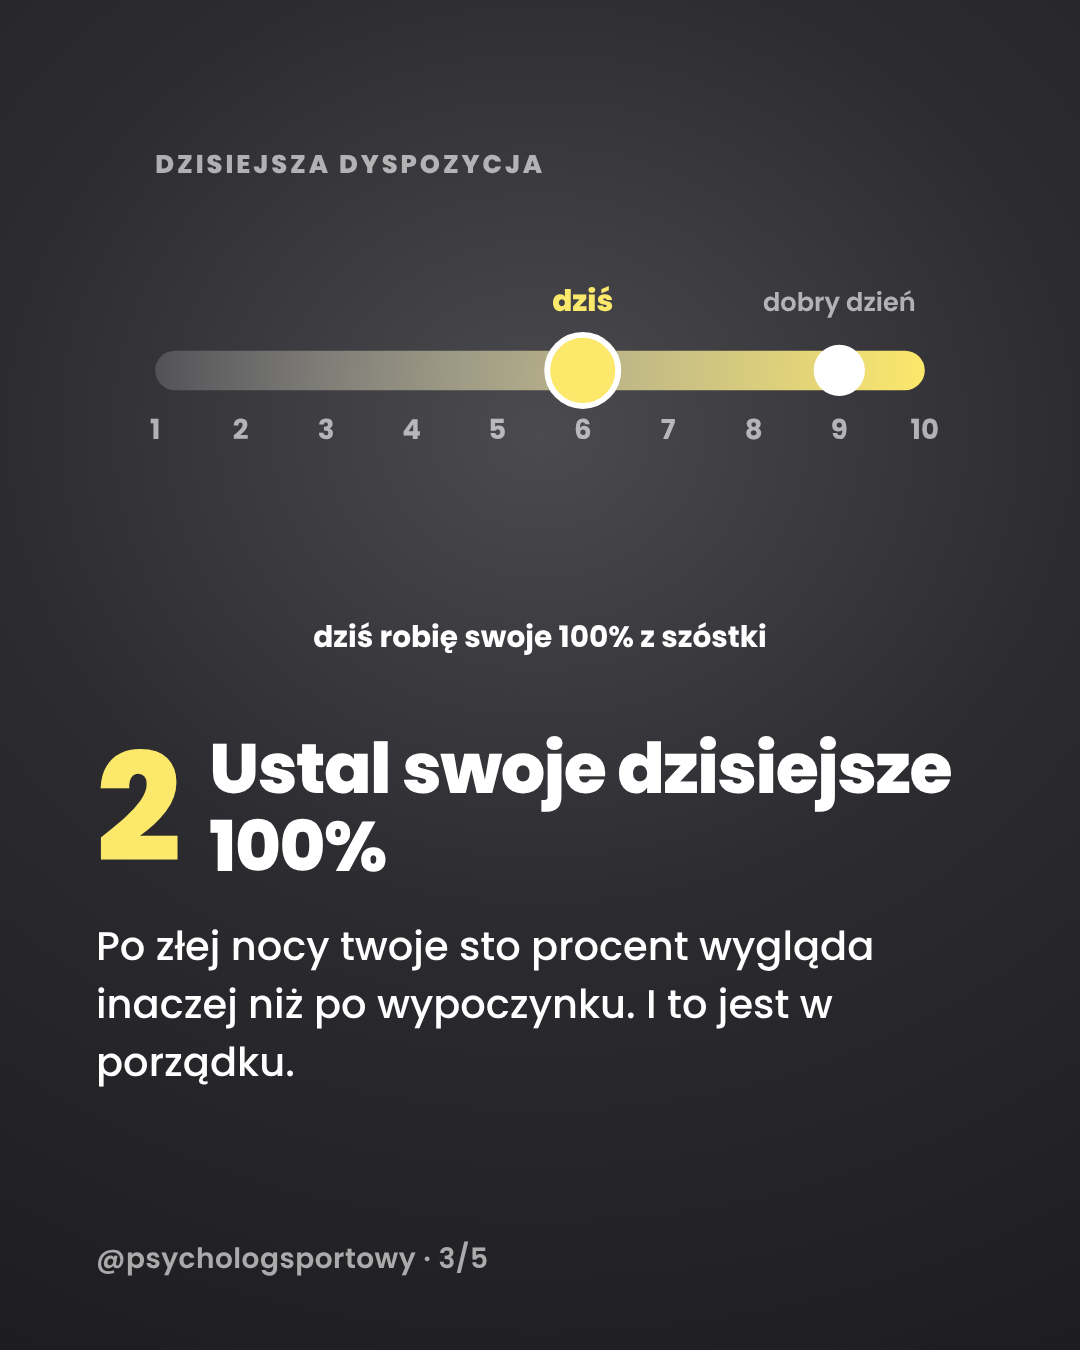 DZISIEJSZA DYSPOZYCJA
dziś dobry dzień
1 2 3 4 5 6 7 8 9 10
dziś robię swoje 100% z szóstki
2 Ustal swoje dzisiejsze
100%
Po złej nocy twoje sto procent wygląda
inaczej niż po wypoczynku. I to jest w
porządku.
@psychologsportowy · 3/5